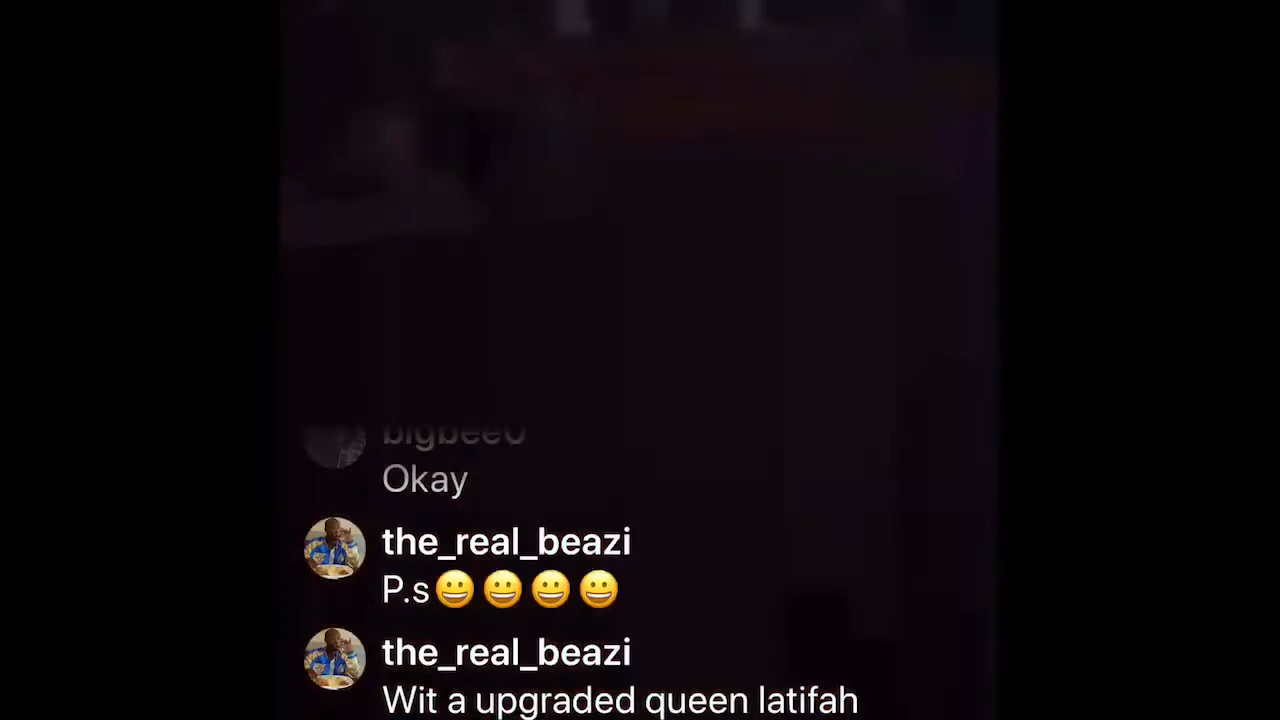 Okay
the_real_beazi
P.s😀😀😀😀
the_real_beazi
Wit a upgraded queen latifah